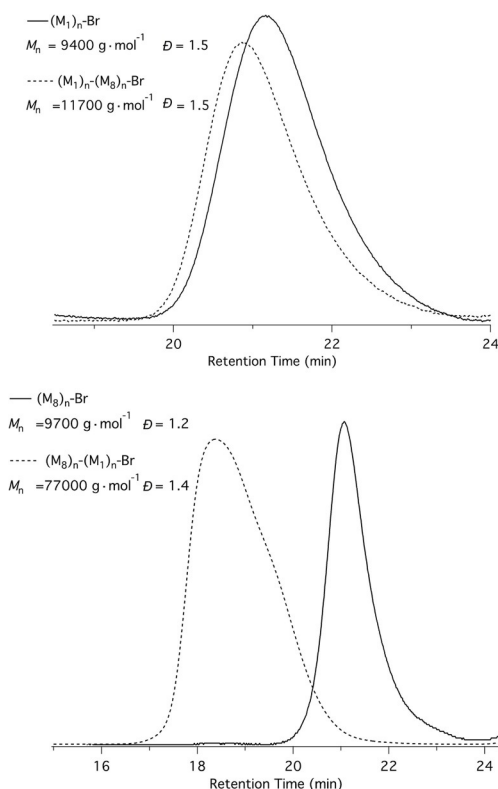 (M₁)ₙ-Br
Mₙ = 9400 g·mol⁻¹ Đ = 1.5
(M₁)ₙ-(M₈)ₙ-Br
Mₙ =11700 g·mol⁻¹ Đ = 1.5
20 22 24
Retention Time (min)
(M₈)ₙ-Br
Mₙ =9700 g·mol⁻¹ Đ = 1.2
(M₈)ₙ-(M₁)ₙ-Br
Mₙ =77000 g·mol⁻¹ Đ = 1.4
16 18 20 22 24
Retention Time (min)